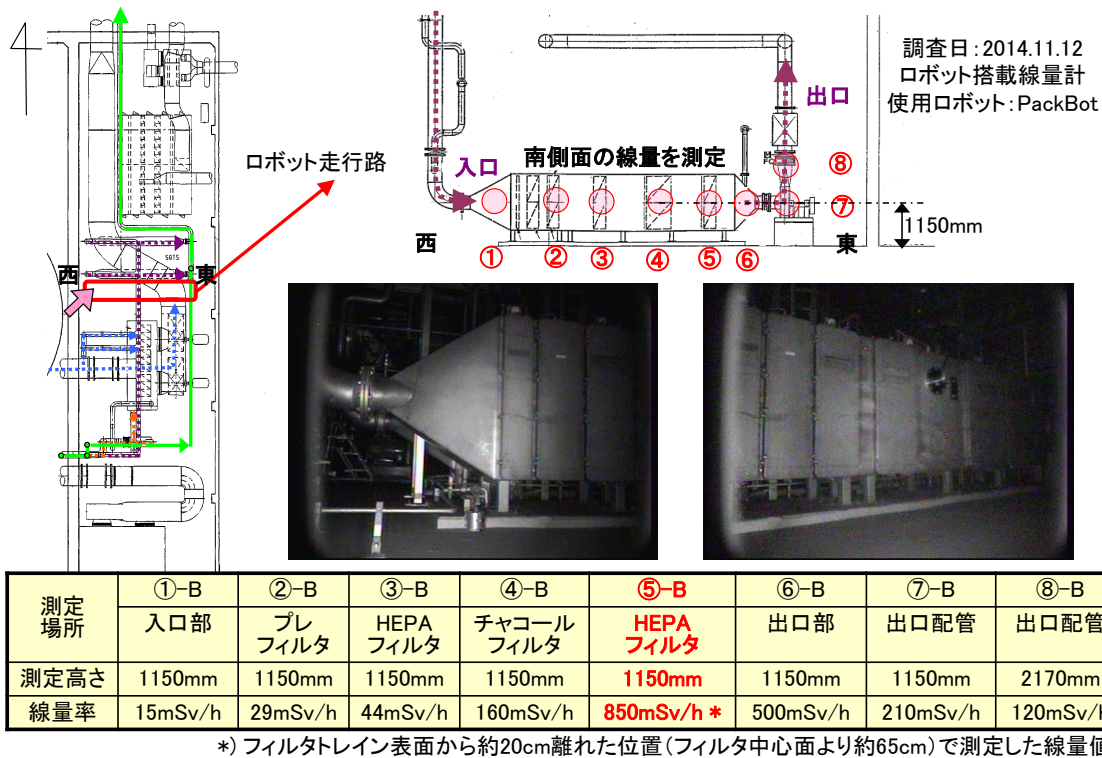 調査日:2014.11.12
ロボット搭載線量計
使用ロボット:PackBot
出口
ロボット走行路
入口
南側面の線量を測定
⑧
⑦
1150mm
西
東
① ② ③ ④ ⑤ ⑥
SGTS
西
東
測定場所 ①-B ②-B ③-B ④-B ⑤-B ⑥-B ⑦-B ⑧-B
入口部 プレフィルタ HEPAフィルタ チャコールフィルタ HEPAフィルタ 出口部 出口配管 出口配管
測定高さ 1150mm 1150mm 1150mm 1150mm 1150mm 1150mm 1150mm 2170mm
線量率 15mSv/h 29mSv/h 44mSv/h 160mSv/h 850mSv/h * 500mSv/h 210mSv/h 120mSv/h
*) フィルタトレイン表面から約20cm離れた位置(フィルタ中心面より約65cm)で測定した線量値